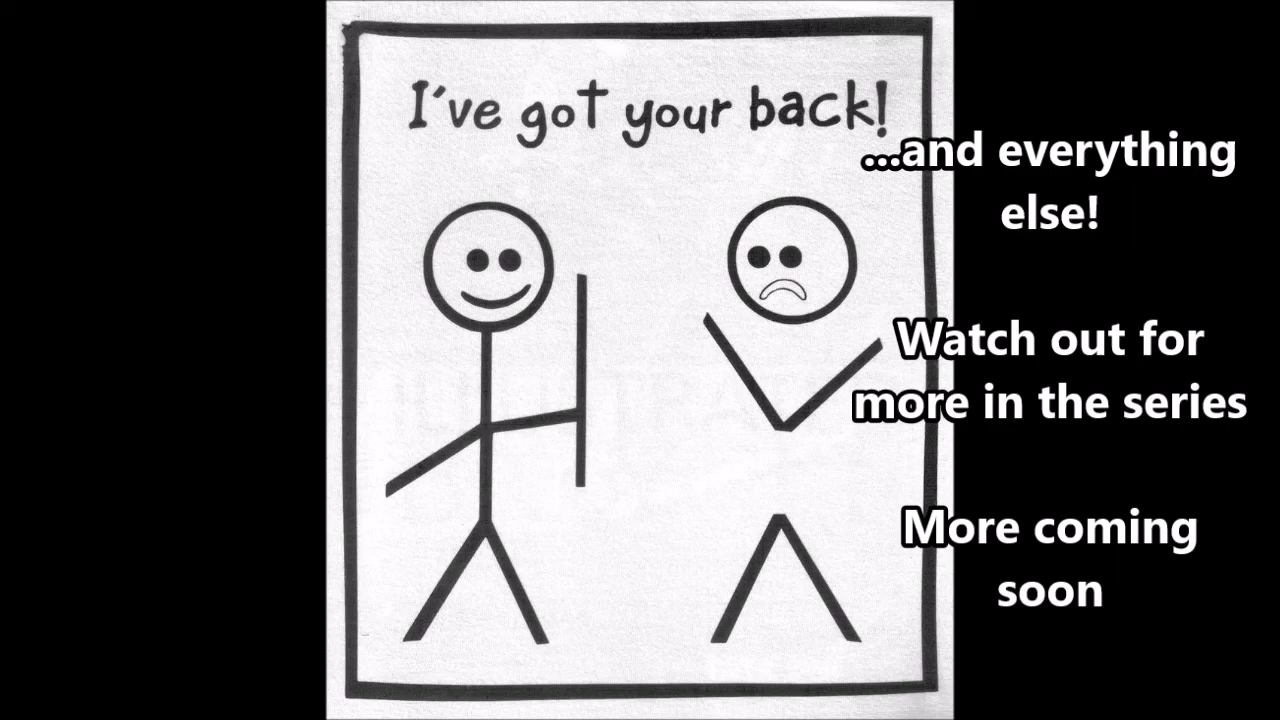 I've got your back!
...and everything
else!
Watch out for
more in the series
More coming
soon